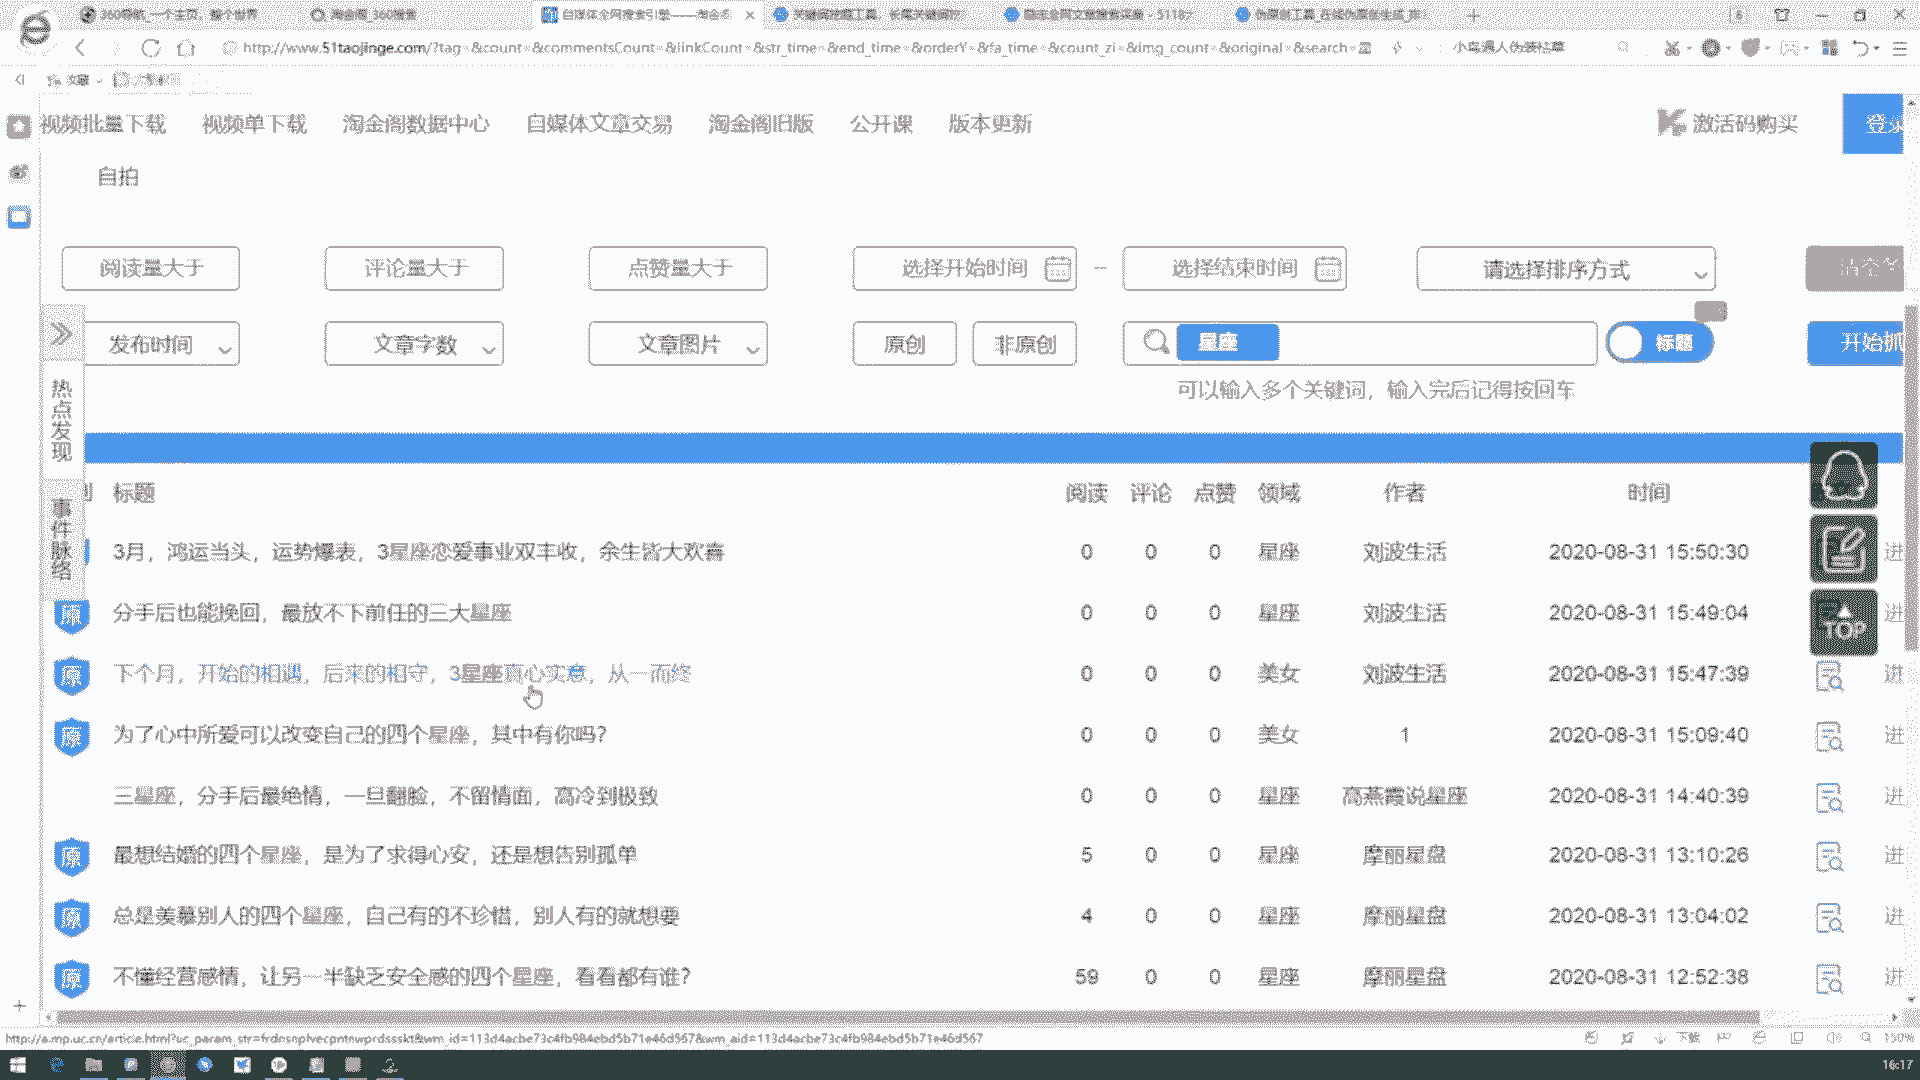 360导航_一个主页，整个世界
淘金阁_360搜索
自媒体全网搜索引擎——淘金阁
关键词挖掘工具，长尾关键词挖
伪原创工具_在线伪原创生成_
http://www.51taojinge.com/?tag=&count=&commentsCount=&linkCount=&str_time=&end_time=&orderY=&fa_time=&count_zi=&img_count=&original=&search=
文章
视频批量下载 视频单下载 淘金阁数据中心 自媒体文章交易 淘金阁旧版 公开课 版本更新 激活码购买 登录
自拍
阅读量大于 评论量大于 点赞量大于 选择开始时间 -- 选择结束时间 请选择排序方式 清空
发布时间 文章字数 文章图片 原创 非原创 星座 标题 开始抓
可以输入多个关键词，输入完后记得按回车
热点发现
事件脉络
标题 阅读 评论 点赞 领域 作者 时间
3月，鸿运当头，运势爆表，3星座恋爱事业双丰收，余生皆大欢喜 0 0 0 星座 刘波生活 2020-08-31 15:50:30 进
原 分手后也能挽回，最放不下前任的三大星座 0 0 0 星座 刘波生活 2020-08-31 15:49:04 进
原 下个月，开始的相遇，后来的相守，3星座真心实意，从一而终 0 0 0 美女 刘波生活 2020-08-31 15:47:39 进
原 为了心中所爱可以改变自己的四个星座，其中有你吗？ 0 0 0 美女 1 2020-08-31 15:09:40 进
三星座，分手后最绝情，一旦翻脸，不留情面，高冷到极致 0 0 0 星座 高燕霞说星座 2020-08-31 14:40:39 进
原 最想结婚的四个星座，是为了求得心安，还是想告别孤单 5 0 0 星座 摩丽星盘 2020-08-31 13:10:26 进
原 总是羡慕别人的四个星座，自己有的不珍惜，别人有的就想要 4 0 0 星座 摩丽星盘 2020-08-31 13:04:02 进
原 不懂经营感情，让另一半缺乏安全感的四个星座，看看都有谁？ 59 0 0 星座 摩丽星盘 2020-08-31 12:52:38 进
TOP
http://a.mp.uc.cn/article.html?uc_param_str=frdnsnpfvecpntnwprdssskt&wm_id=113d4acbe73c4fb984ebd5b71e46d567&wm_aid=113d4acbe73c4fb984ebd5b71e46d567
下载
150%
16:17